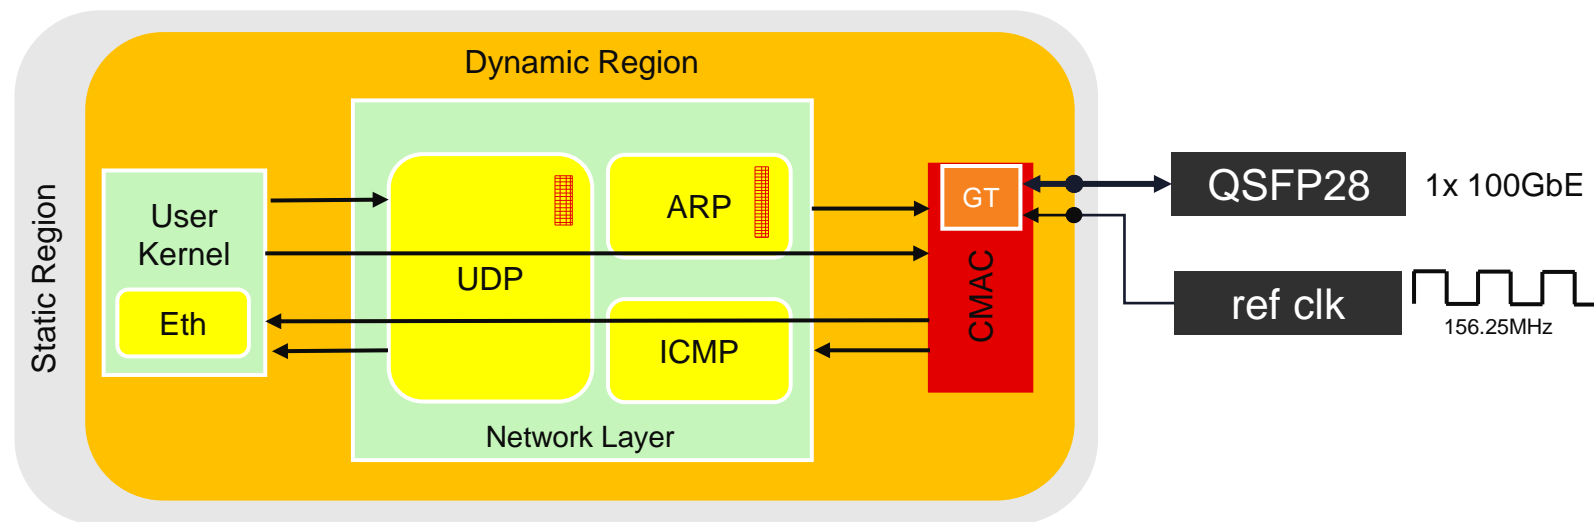 Dynamic Region
Static Region
User
Kernel
Eth
UDP
ARP
ICMP
Network Layer
GT
CMAC
QSFP28
1x 100GbE
ref clk
156.25MHz